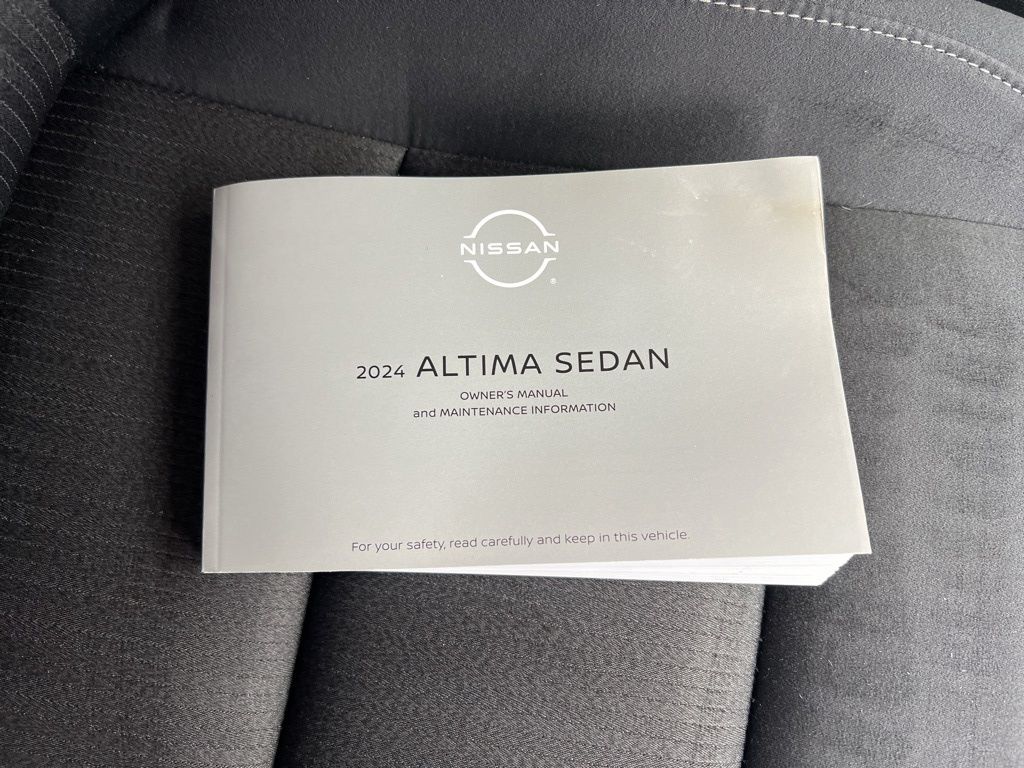 NISSAN
®
2024 ALTIMA SEDAN
OWNER'S MANUAL
and MAINTENANCE INFORMATION
For your safety, read carefully and keep in this vehicle.